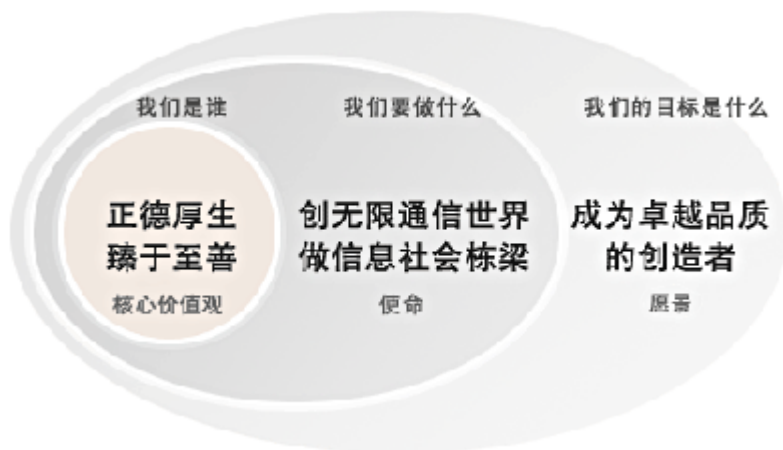 我们是谁
正德厚生
臻于至善
核心价值观
我们要做什么
创无限通信世界
做信息社会栋梁
使命
我们的目标是什么
成为卓越品质
的创造者
愿景